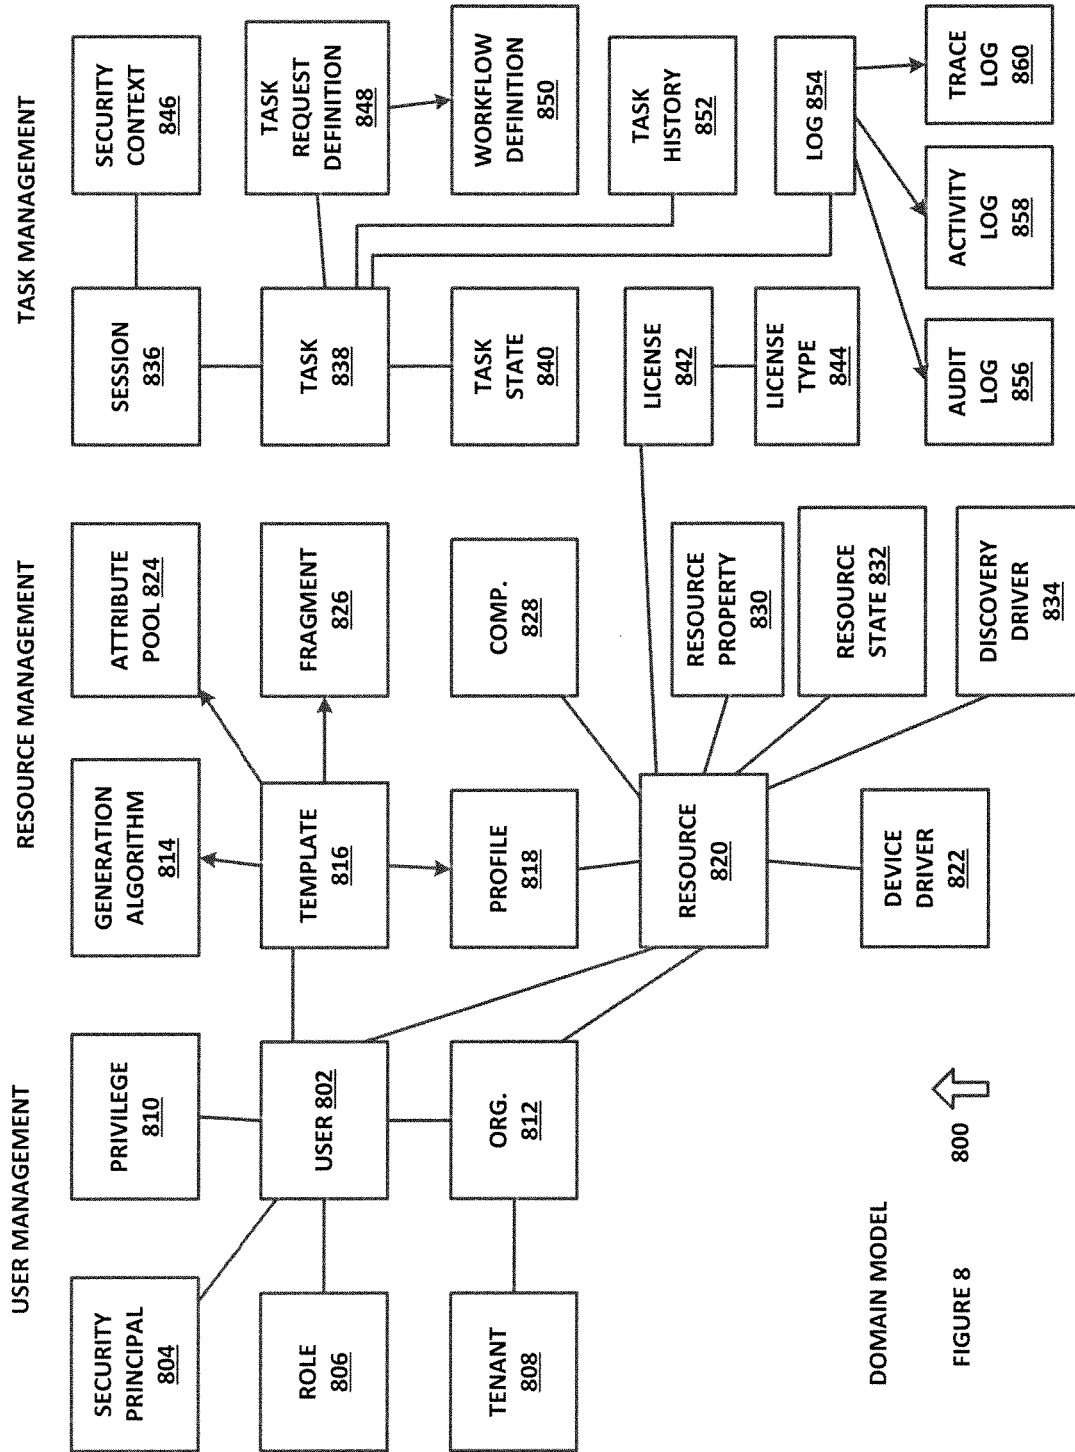 USER MANAGEMENT
RESOURCE MANAGEMENT
TASK MANAGEMENT
SECURITY
PRINCIPAL
804
PRIVILEGE
810
GENERATION
ALGORITHM
814
ATTRIBUTE
POOL 824
SESSION
836
SECURITY
CONTEXT
846
ROLE
806
USER 802
TEMPLATE
816
FRAGMENT
826
TASK
838
TASK
REQUEST
DEFINITION
848
TENANT
808
ORG.
812
PROFILE
818
COMP.
828
TASK
STATE
840
WORKFLOW
DEFINITION
850
RESOURCE
820
RESOURCE
PROPERTY
830
LICENSE
842
TASK
HISTORY
852
RESOURCE
STATE 832
LICENSE
TYPE
844
LOG 854
DEVICE
DRIVER
822
DISCOVERY
DRIVER
834
AUDIT
LOG
856
ACTIVITY
LOG
858
TRACE
LOG
860
DOMAIN MODEL
800
FIGURE 8